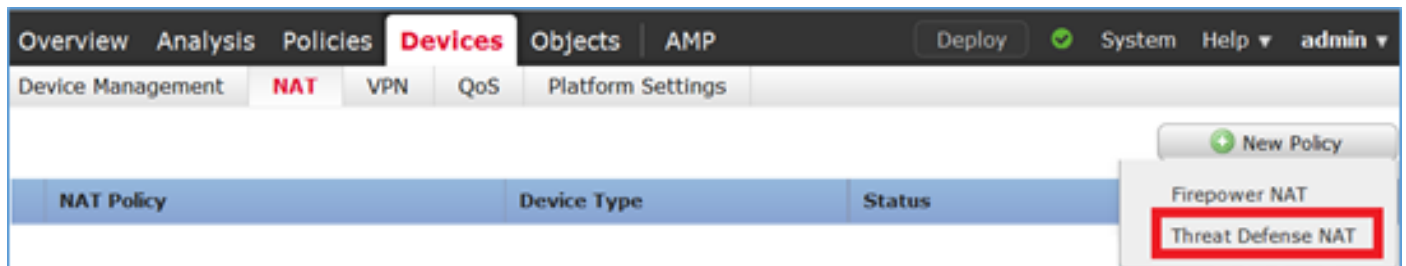 Overview Analysis Policies Devices Objects AMP Deploy System Help admin
Device Management NAT VPN QoS Platform Settings
New Policy
NAT Policy Device Type Status
Firepower NAT
Threat Defense NAT